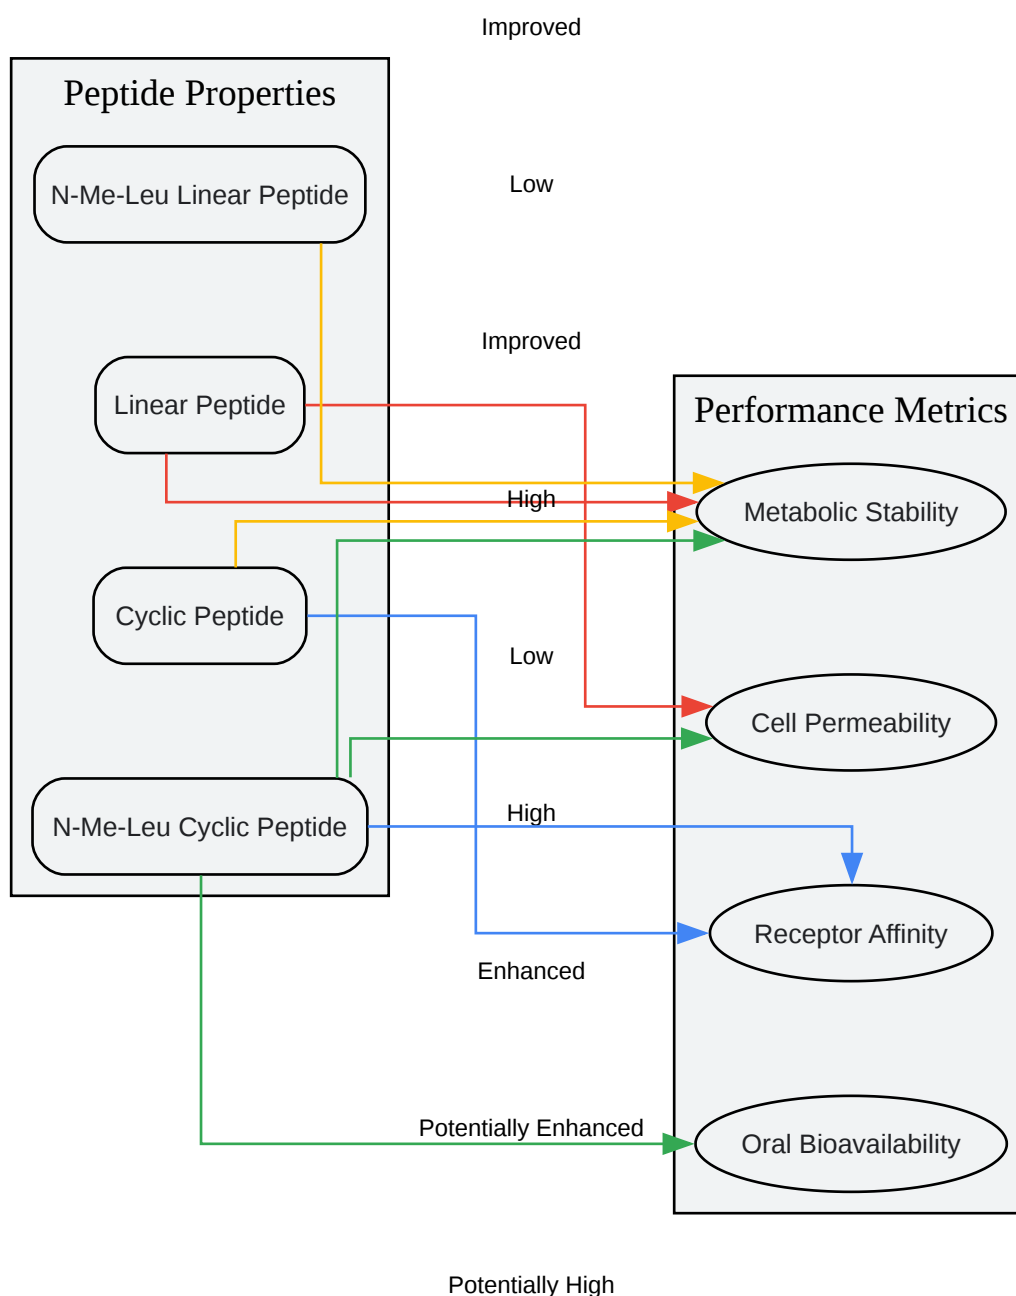 Improved
Peptide Properties
N-Me-Leu Linear Peptide
Low
Improved
Linear Peptide
Performance Metrics
High
Metabolic Stability
Cyclic Peptide
Low
Cell Permeability
High
N-Me-Leu Cyclic Peptide
Receptor Affinity
Enhanced
Potentially Enhanced
Oral Bioavailability
Potentially High